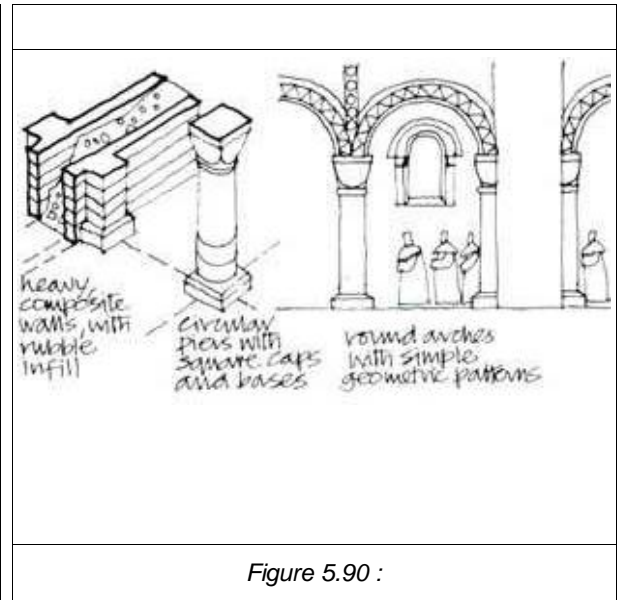 heavy,
composite
walls, with
rubble
infill
circular
piers with
square caps
and bases
round arches
with simple
geometric patterns
Figure 5.90 :